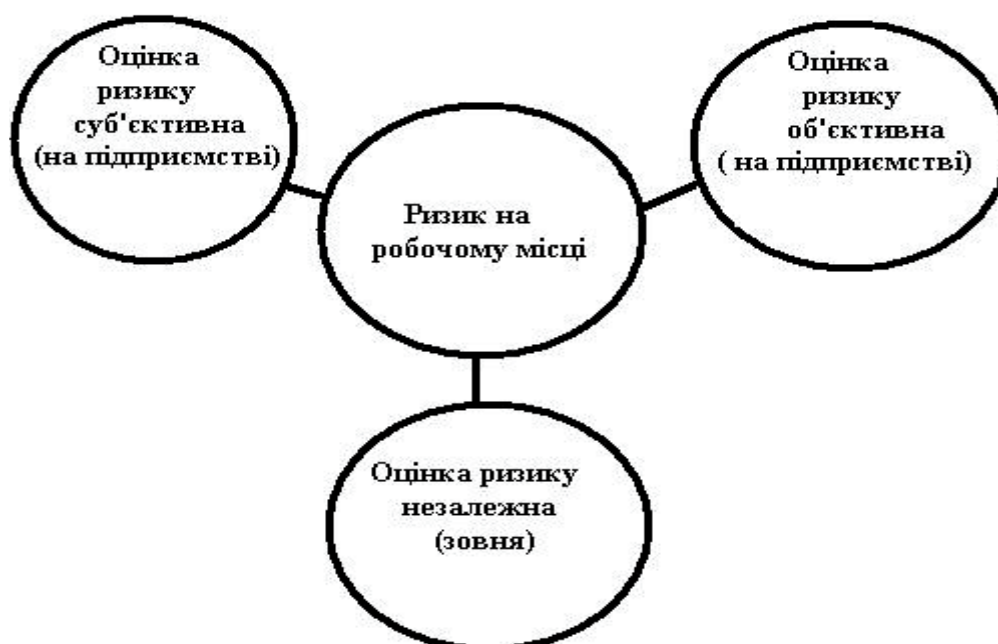 Оцінка
ризику
суб'єктивна
(на підприємстві)
Оцінка
ризику
об'єктивна
( на підприємстві)
Ризик на
робочому місці
Оцінка ризику
незалежна
(зовня)